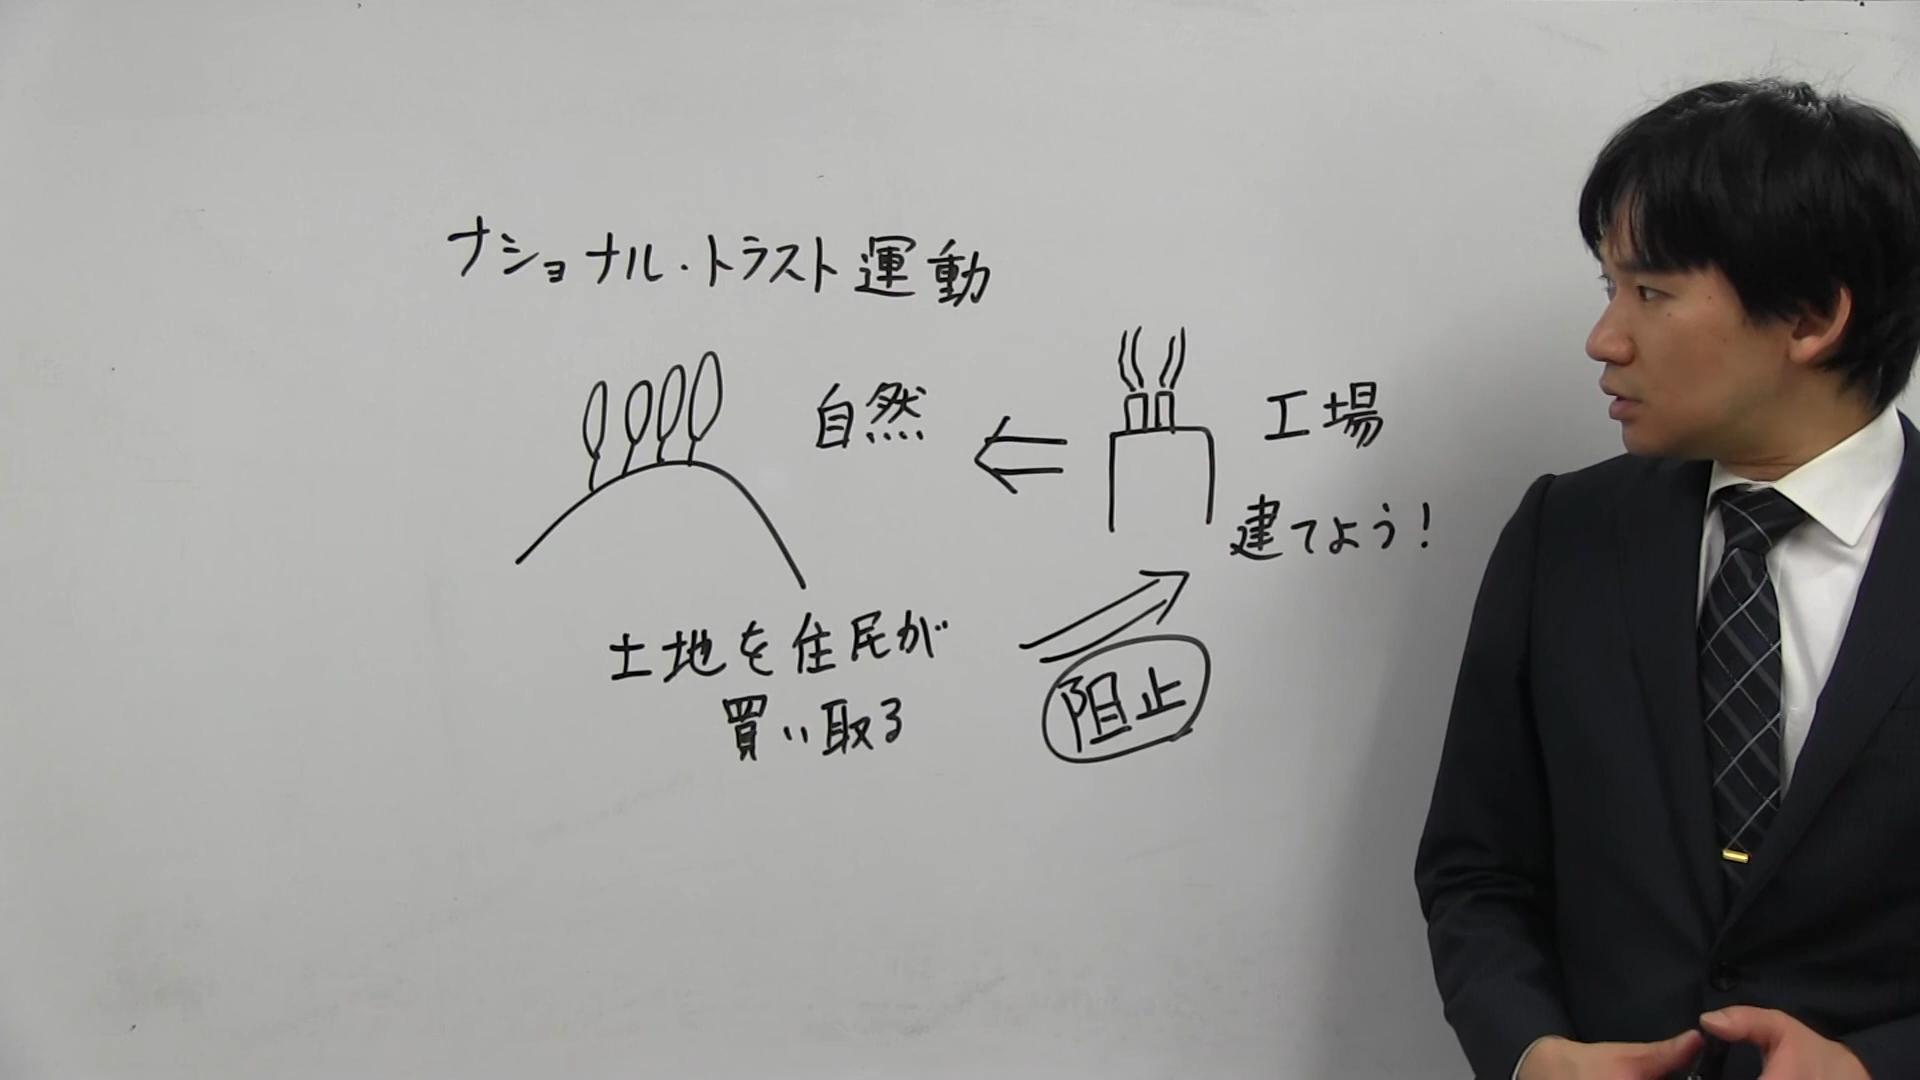 ナショナル・トラスト運動
自然
工場
建てよう!
土地を住民が
買い取る
阻止